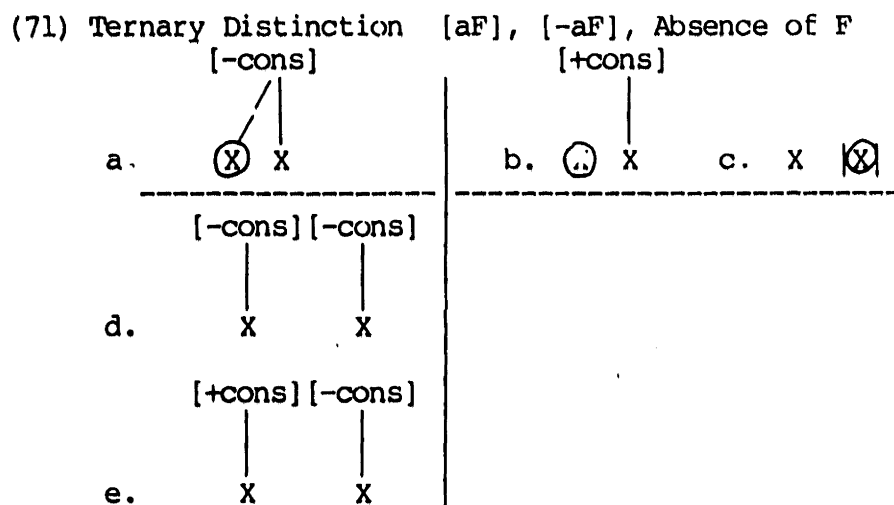 (71) Ternary Distinction [aF], [-aF], Absence of F
[-cons] [+cons]
a. X X b. X c. X X
[-cons] [-cons]
d. X X
[+cons] [-cons]
e. X X